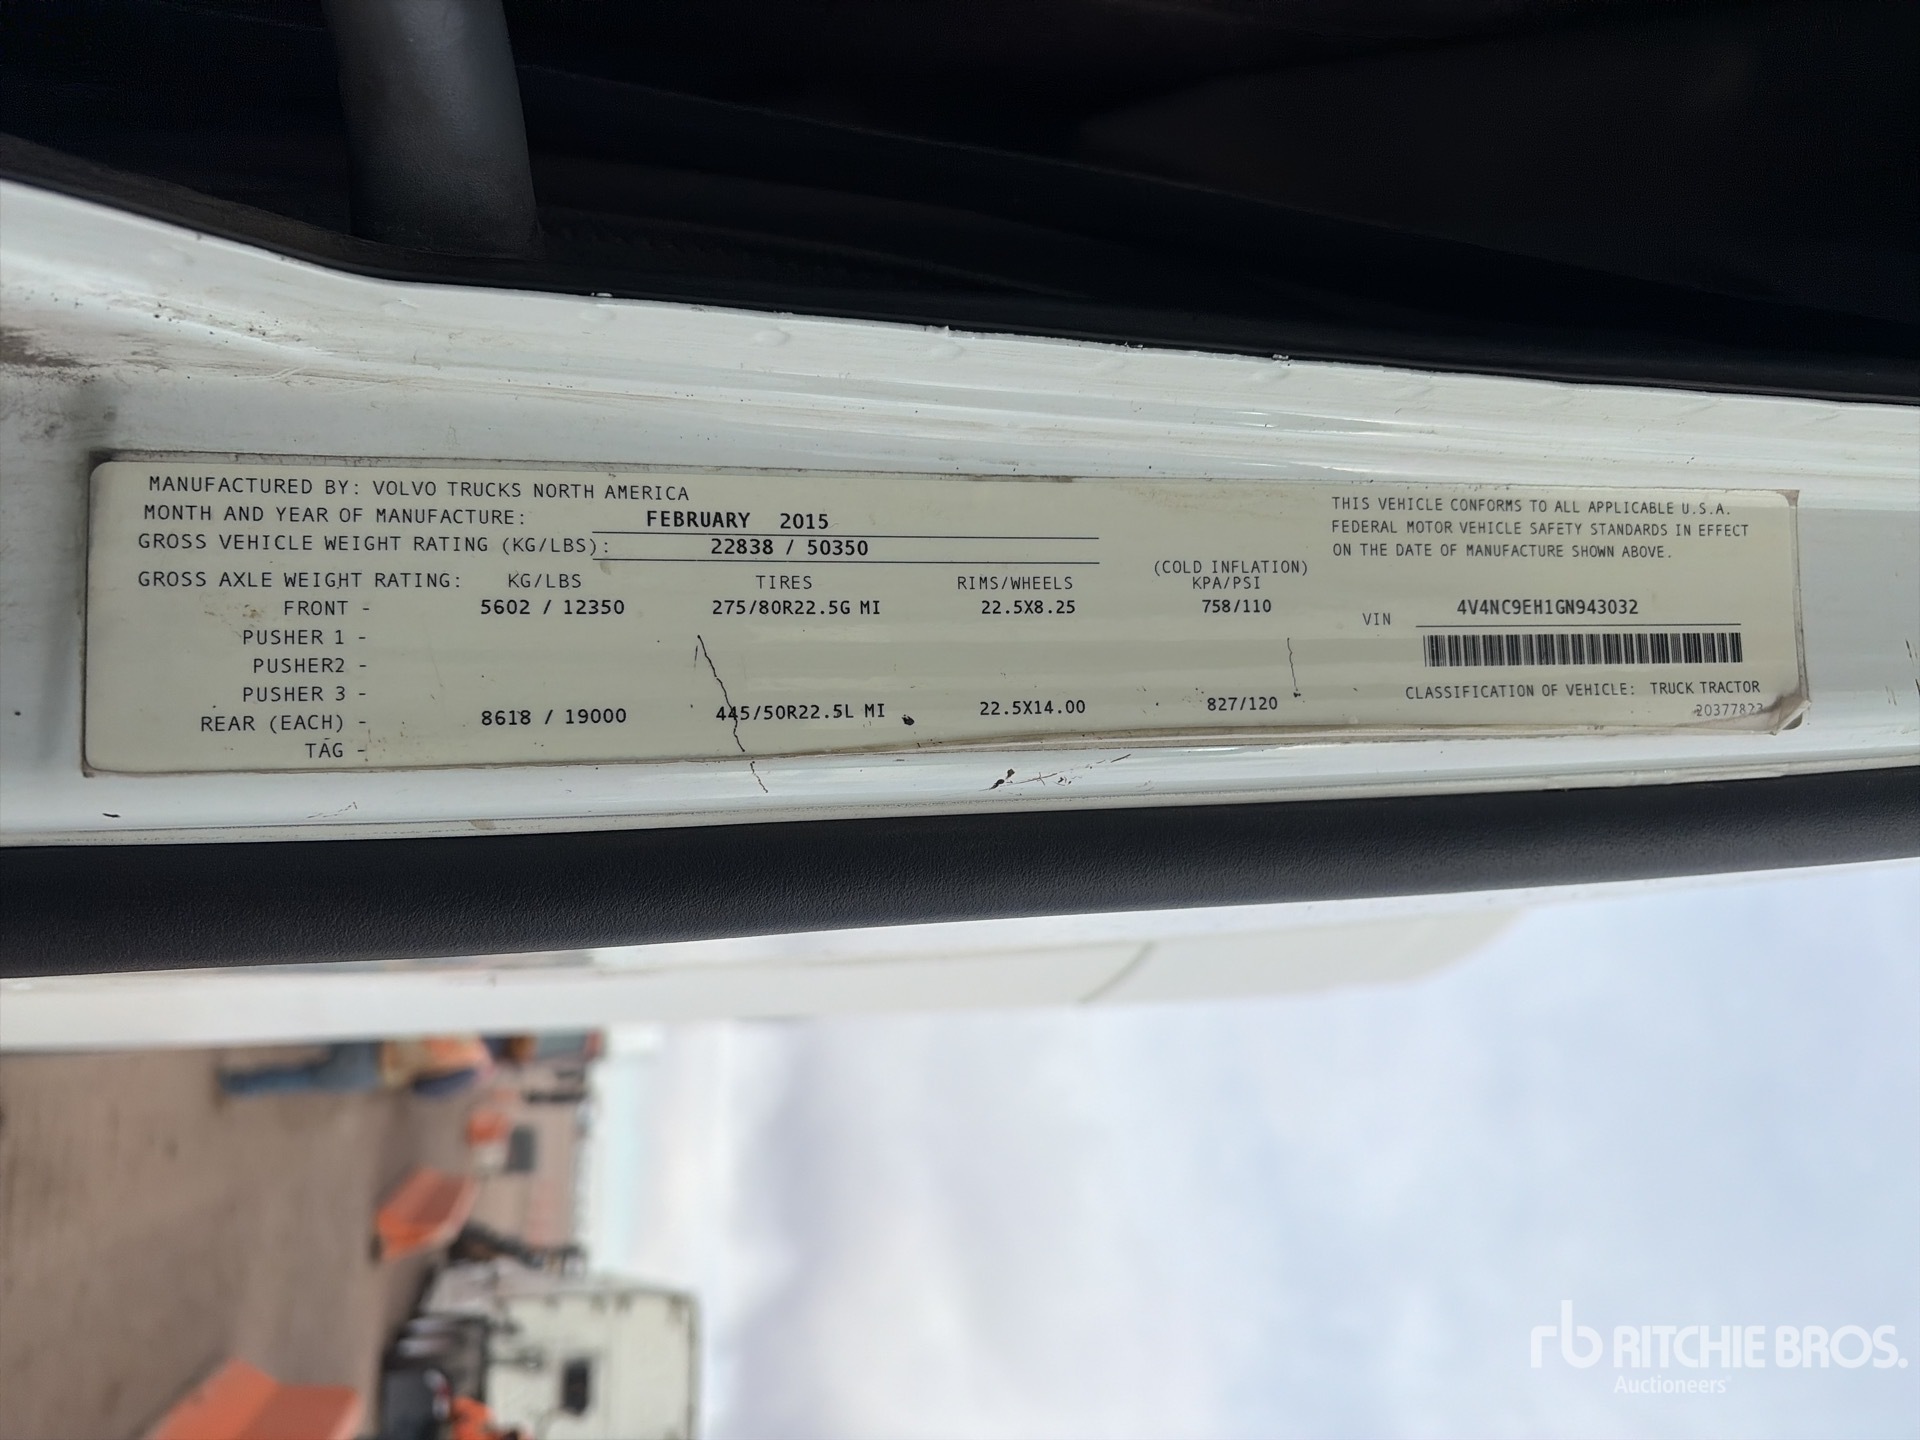 MANUFACTURED BY: VOLVO TRUCKS NORTH AMERICA
MONTH AND YEAR OF MANUFACTURE: FEBRUARY 2015
GROSS VEHICLE WEIGHT RATING (KG/LBS): 22838 / 50350
GROSS AXLE WEIGHT RATING: KG/LBS TIRES RIMS/WHEELS (COLD INFLATION) KPA/PSI
FRONT - 5602 / 12350 275/80R22.5G MI 22.5X8.25 758/110
PUSHER 1 -
PUSHER2 -
PUSHER 3 -
REAR (EACH) - 8618 / 19000 445/50R22.5L MI 22.5X14.00 827/120
TAG -
THIS VEHICLE CONFORMS TO ALL APPLICABLE U.S.A.
FEDERAL MOTOR VEHICLE SAFETY STANDARDS IN EFFECT
ON THE DATE OF MANUFACTURE SHOWN ABOVE.
VIN 4V4NC9EH1GN943032
CLASSIFICATION OF VEHICLE: TRUCK TRACTOR
rb RITCHIE BROS.
Auctioneers